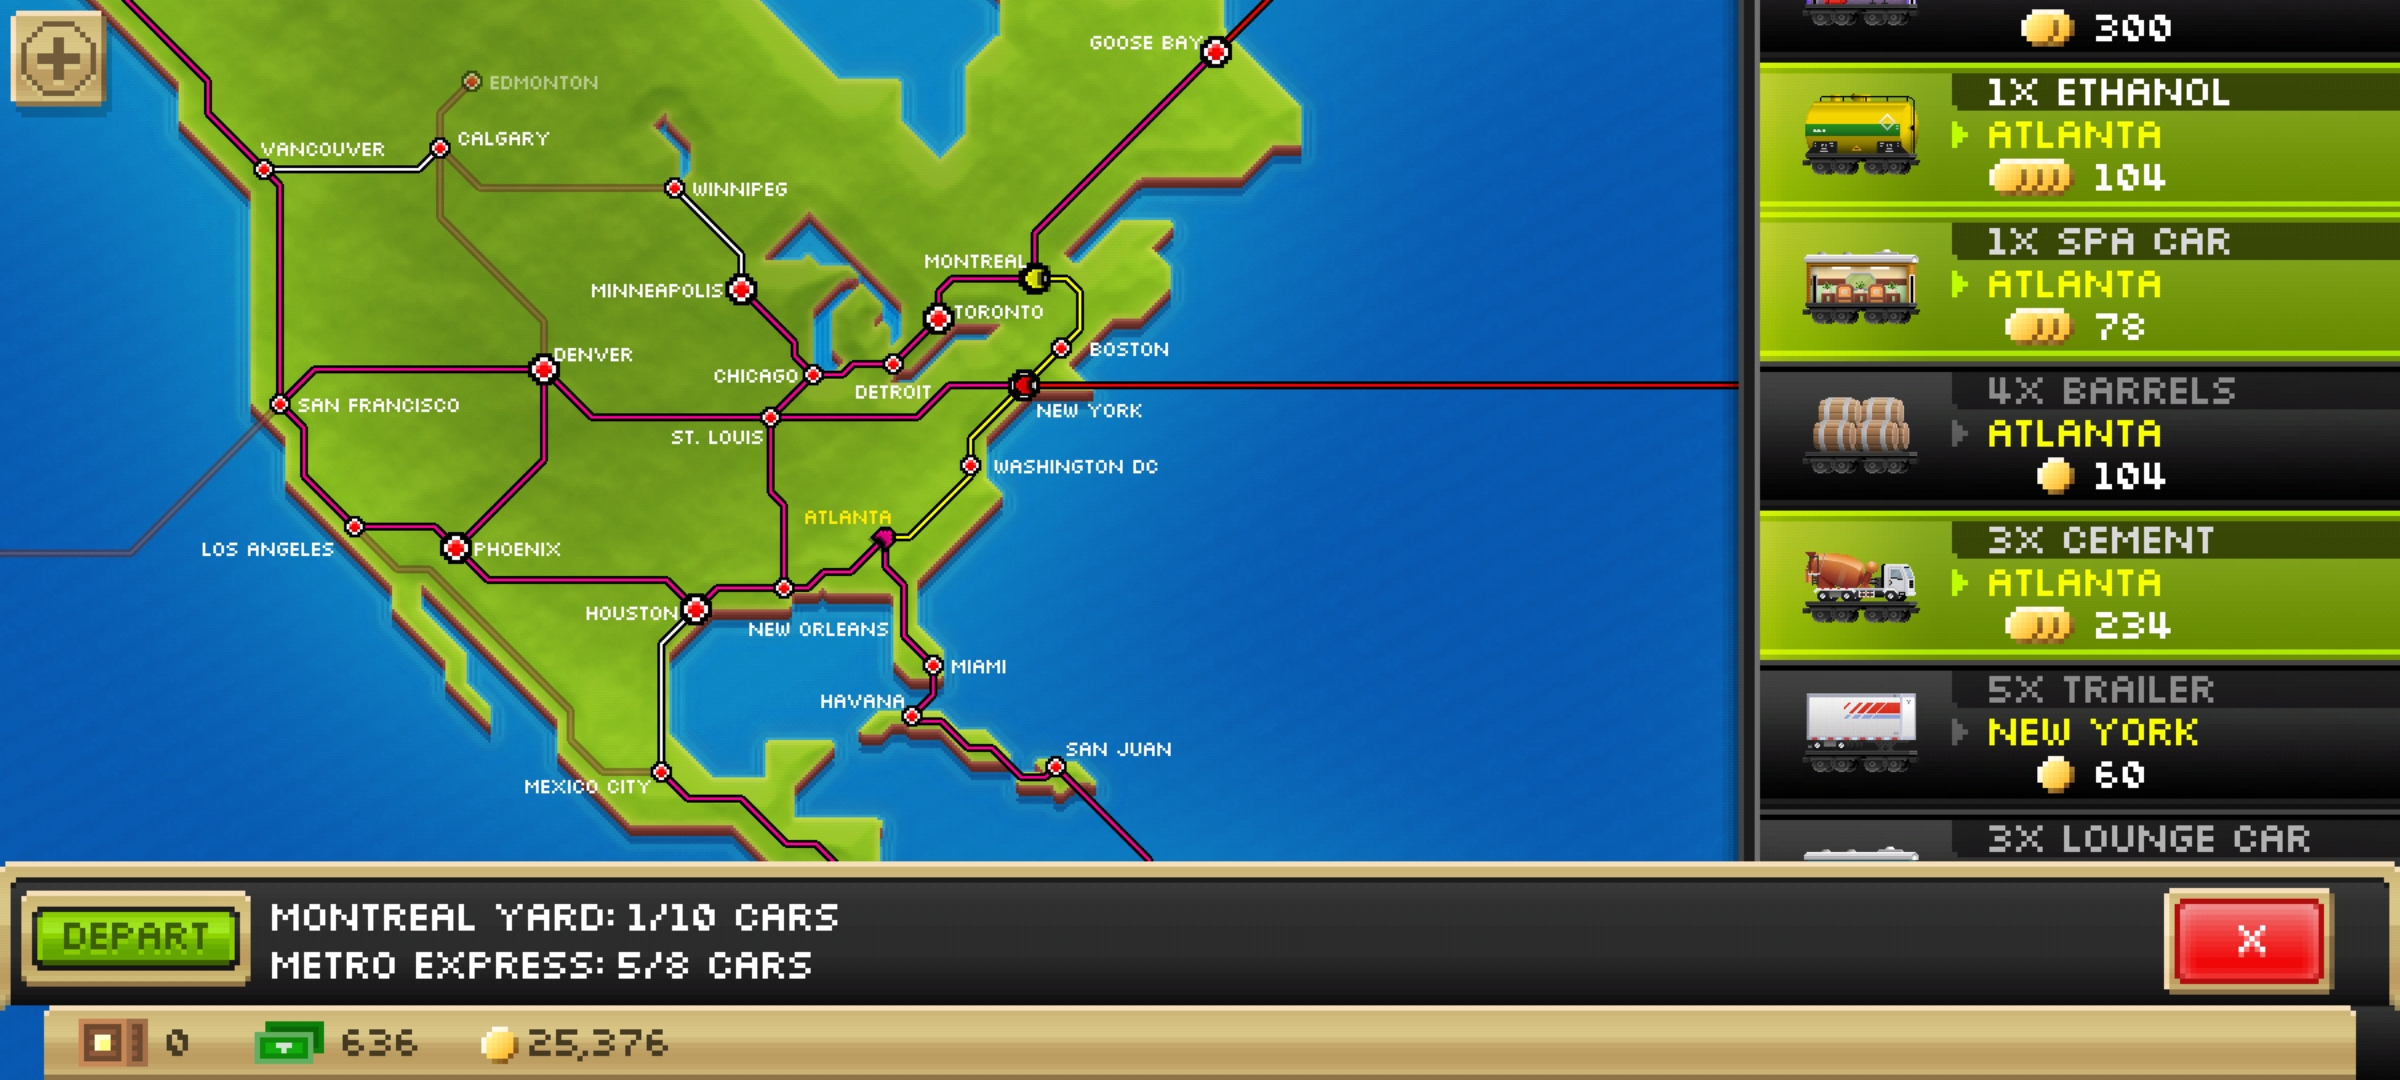 GOOSE BAY
EDMONTON
CALGARY
VANCOUVER
WINNIPEG
MONTREAL
MINNEAPOLIS
TORONTO
BOSTON
DENVER
CHICAGO
DETROIT
SAN FRANCISCO
NEW YORK
ST. LOUIS
WASHINGTON DC
ATLANTA
LOS ANGELES
PHOENIX
HOUSTON
NEW ORLEANS
MIAMI
HAVANA
SAN JUAN
MEXICO CITY
300
1X ETHANOL
ATLANTA
104
1X SPA CAR
ATLANTA
78
4X BARRELS
ATLANTA
104
3X CEMENT
ATLANTA
234
5X TRAILER
NEW YORK
60
3X LOUNGE CAR
DEPART
MONTREAL YARD: 1/10 CARS
METRO EXPRESS: 5/8 CARS
X
0
636
25,376